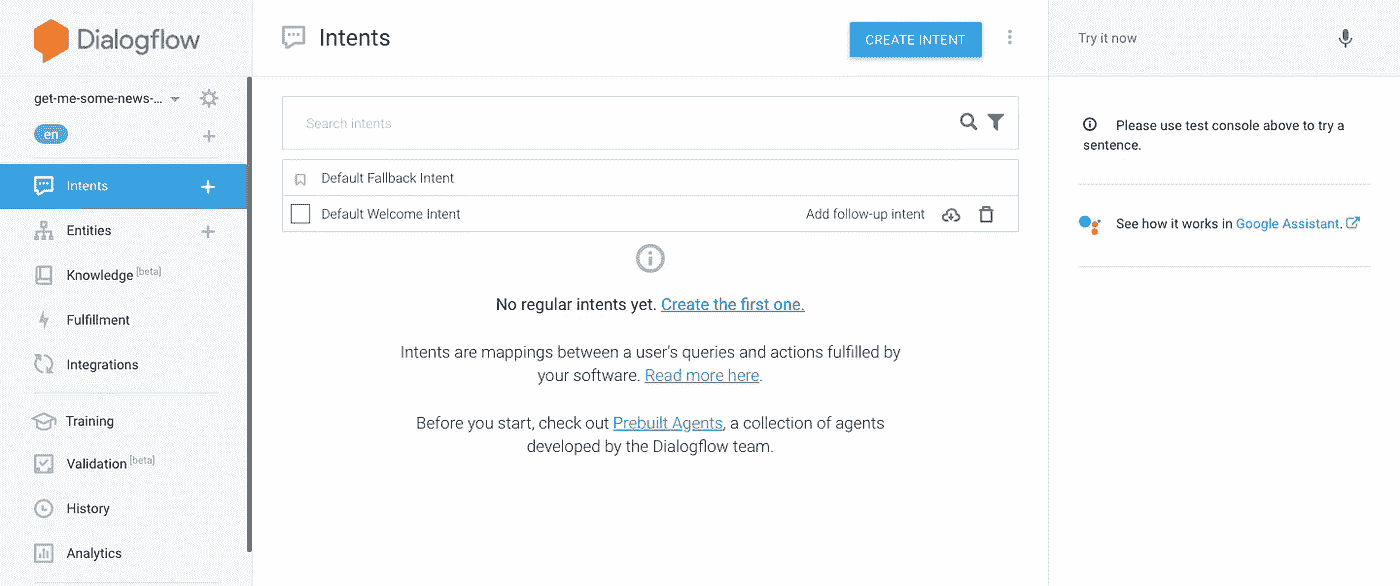 Dialogflow
get-me-some-news-...
en
Intents
Entities
Knowledge [beta]
Fulfillment
Integrations
Training
Validation [beta]
History
Analytics
Intents
CREATE INTENT
Search intents
Default Fallback Intent
Default Welcome Intent Add follow-up intent
No regular intents yet. Create the first one.
Intents are mappings between a user's queries and actions fulfilled by
your software. Read more here.
Before you start, check out Prebuilt Agents, a collection of agents
developed by the Dialogflow team.
Try it now
Please use test console above to try a
sentence.
See how it works in Google Assistant.